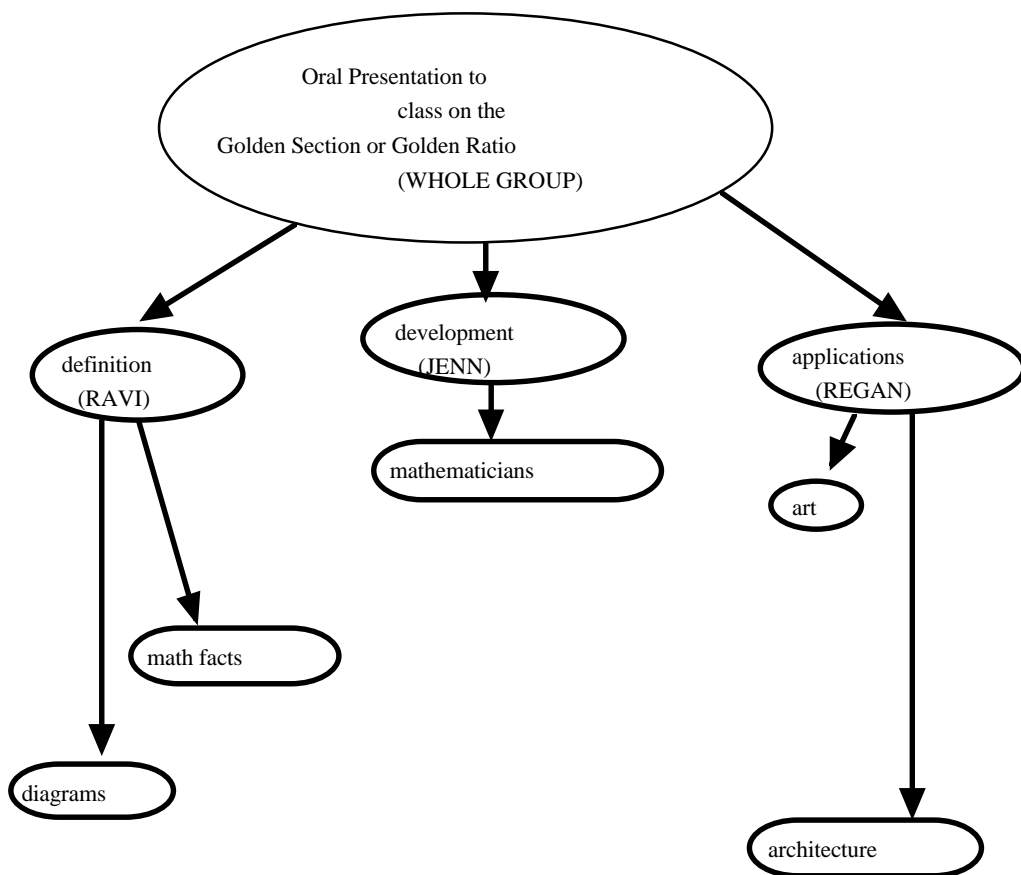 Oral Presentation to
class on the
Golden Section or Golden Ratio
(WHOLE GROUP)
definition
(RAVI)
development
(JENN)
applications
(REGAN)
mathematicians
art
math facts
diagrams
architecture